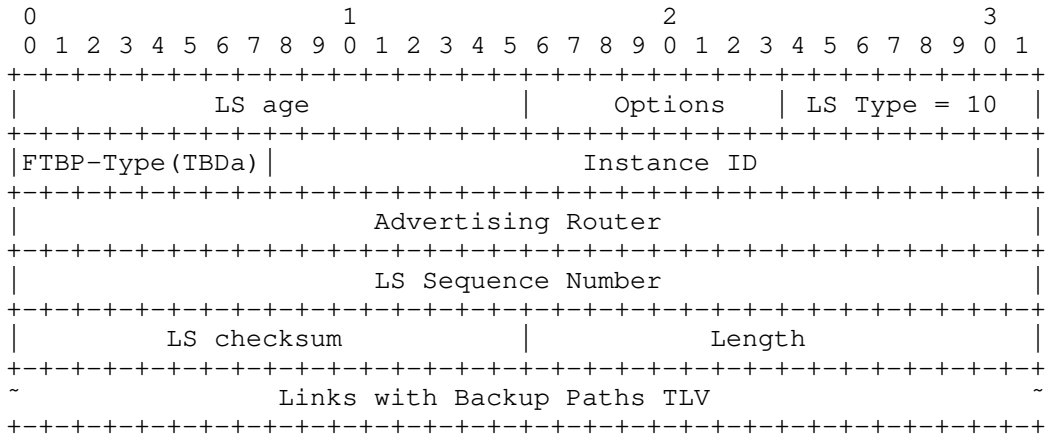 0                   1                   2                   3
0 1 2 3 4 5 6 7 8 9 0 1 2 3 4 5 6 7 8 9 0 1 2 3 4 5 6 7 8 9 0 1
+-+-+-+-+-+-+-+-+-+-+-+-+-+-+-+-+-+-+-+-+-+-+-+-+-+-+-+-+-+-+-+-+
|            LS age             |     Options   | LS Type = 10  |
+-+-+-+-+-+-+-+-+-+-+-+-+-+-+-+-+-+-+-+-+-+-+-+-+-+-+-+-+-+-+-+-+
|FTBP-Type(TBDa)|                   Instance ID                 |
+-+-+-+-+-+-+-+-+-+-+-+-+-+-+-+-+-+-+-+-+-+-+-+-+-+-+-+-+-+-+-+-+
|                      Advertising Router                       |
+-+-+-+-+-+-+-+-+-+-+-+-+-+-+-+-+-+-+-+-+-+-+-+-+-+-+-+-+-+-+-+-+
|                      LS Sequence Number                       |
+-+-+-+-+-+-+-+-+-+-+-+-+-+-+-+-+-+-+-+-+-+-+-+-+-+-+-+-+-+-+-+-+
|         LS checksum           |           Length              |
+-+-+-+-+-+-+-+-+-+-+-+-+-+-+-+-+-+-+-+-+-+-+-+-+-+-+-+-+-+-+-+-+
~                Links with Backup Paths TLV                    ~
+-+-+-+-+-+-+-+-+-+-+-+-+-+-+-+-+-+-+-+-+-+-+-+-+-+-+-+-+-+-+-+-+